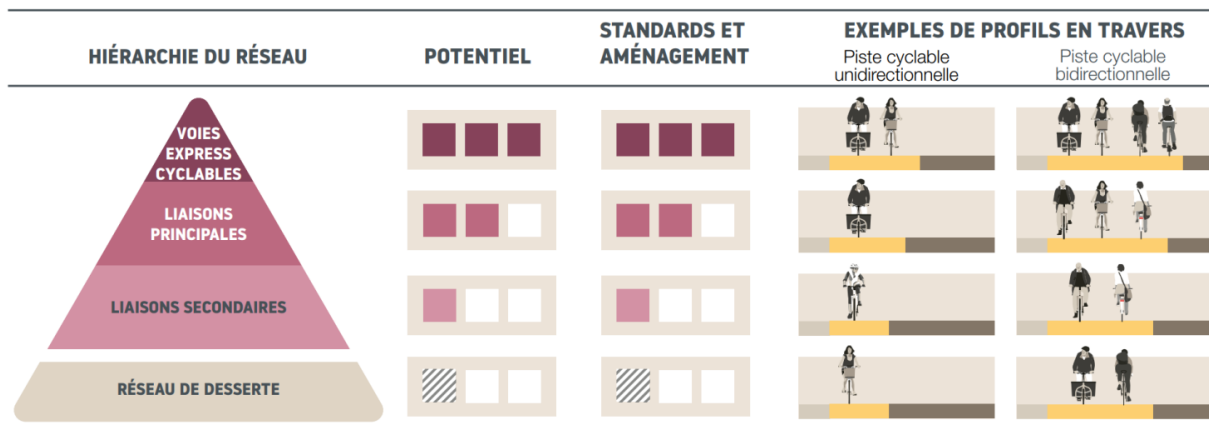 HIÉRARCHIE DU RÉSEAU
POTENTIEL
STANDARDS ET
AMÉNAGEMENT
EXEMPLES DE PROFILS EN TRAVERS
Piste cyclable
unidirectionnelle
Piste cyclable
bidirectionnelle
VOIES
EXPRESS
CYCLABLES
LIAISONS
PRINCIPALES
LIAISONS SECONDAIRES
RÉSEAU DE DESSERTE